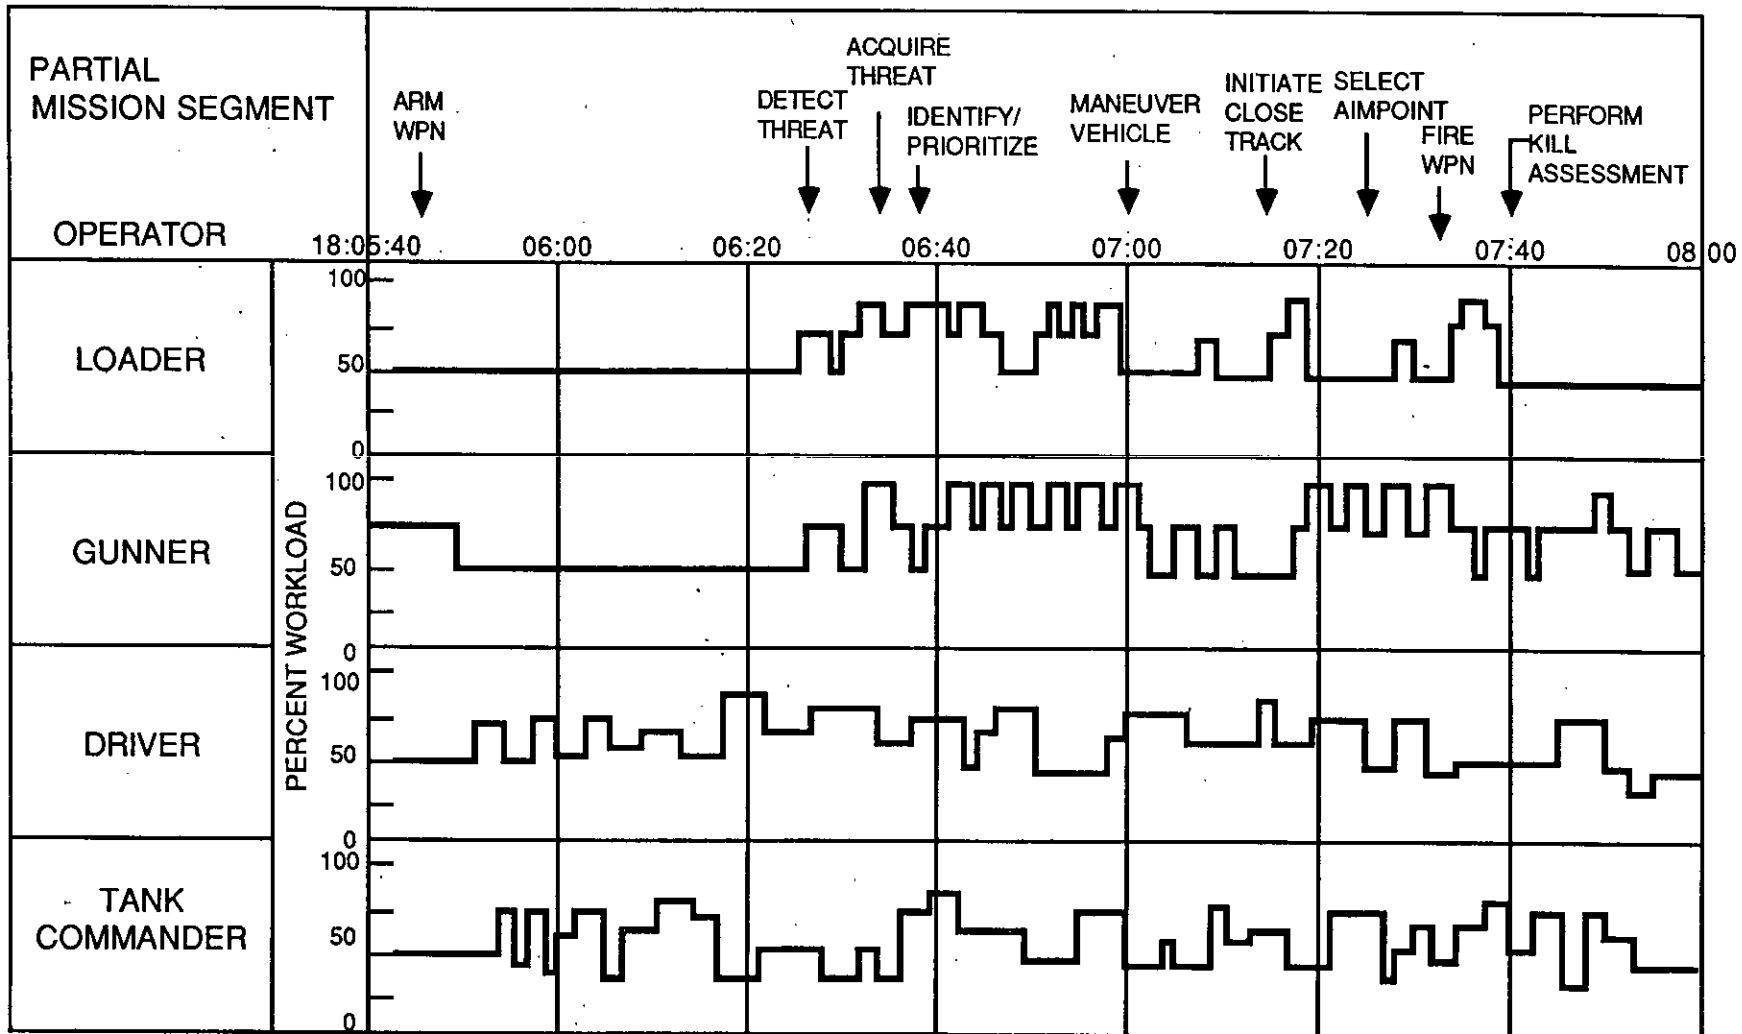 PARTIAL
MISSION SEGMENT
ARM
WPN
DETECT
THREAT
ACQUIRE
THREAT
IDENTIFY/
PRIORITIZE
MANEUVER
VEHICLE
INITIATE
CLOSE
TRACK
SELECT
AIMPOINT
FIRE
WPN
PERFORM
KILL
ASSESSMENT
OPERATOR
18:05:40 06:00 06:20 06:40 07:00 07:20 07:40 08 00
PERCENT WORKLOAD
LOADER
100
50
0
GUNNER
100
50
0
DRIVER
100
50
0
TANK
COMMANDER
100
50
0